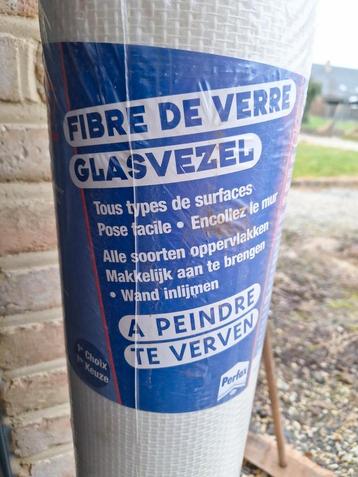 FIBRE DE VERRE
GLASVEZEL
Tous types de surfaces
Pose facile • Encollez le mur
Alle soorten oppervlakken
Makkelijk aan te brengen
• Wand inlijmen
A PEINDRE
TE VERVEN
1er Choix
1e Keuze
Perfax